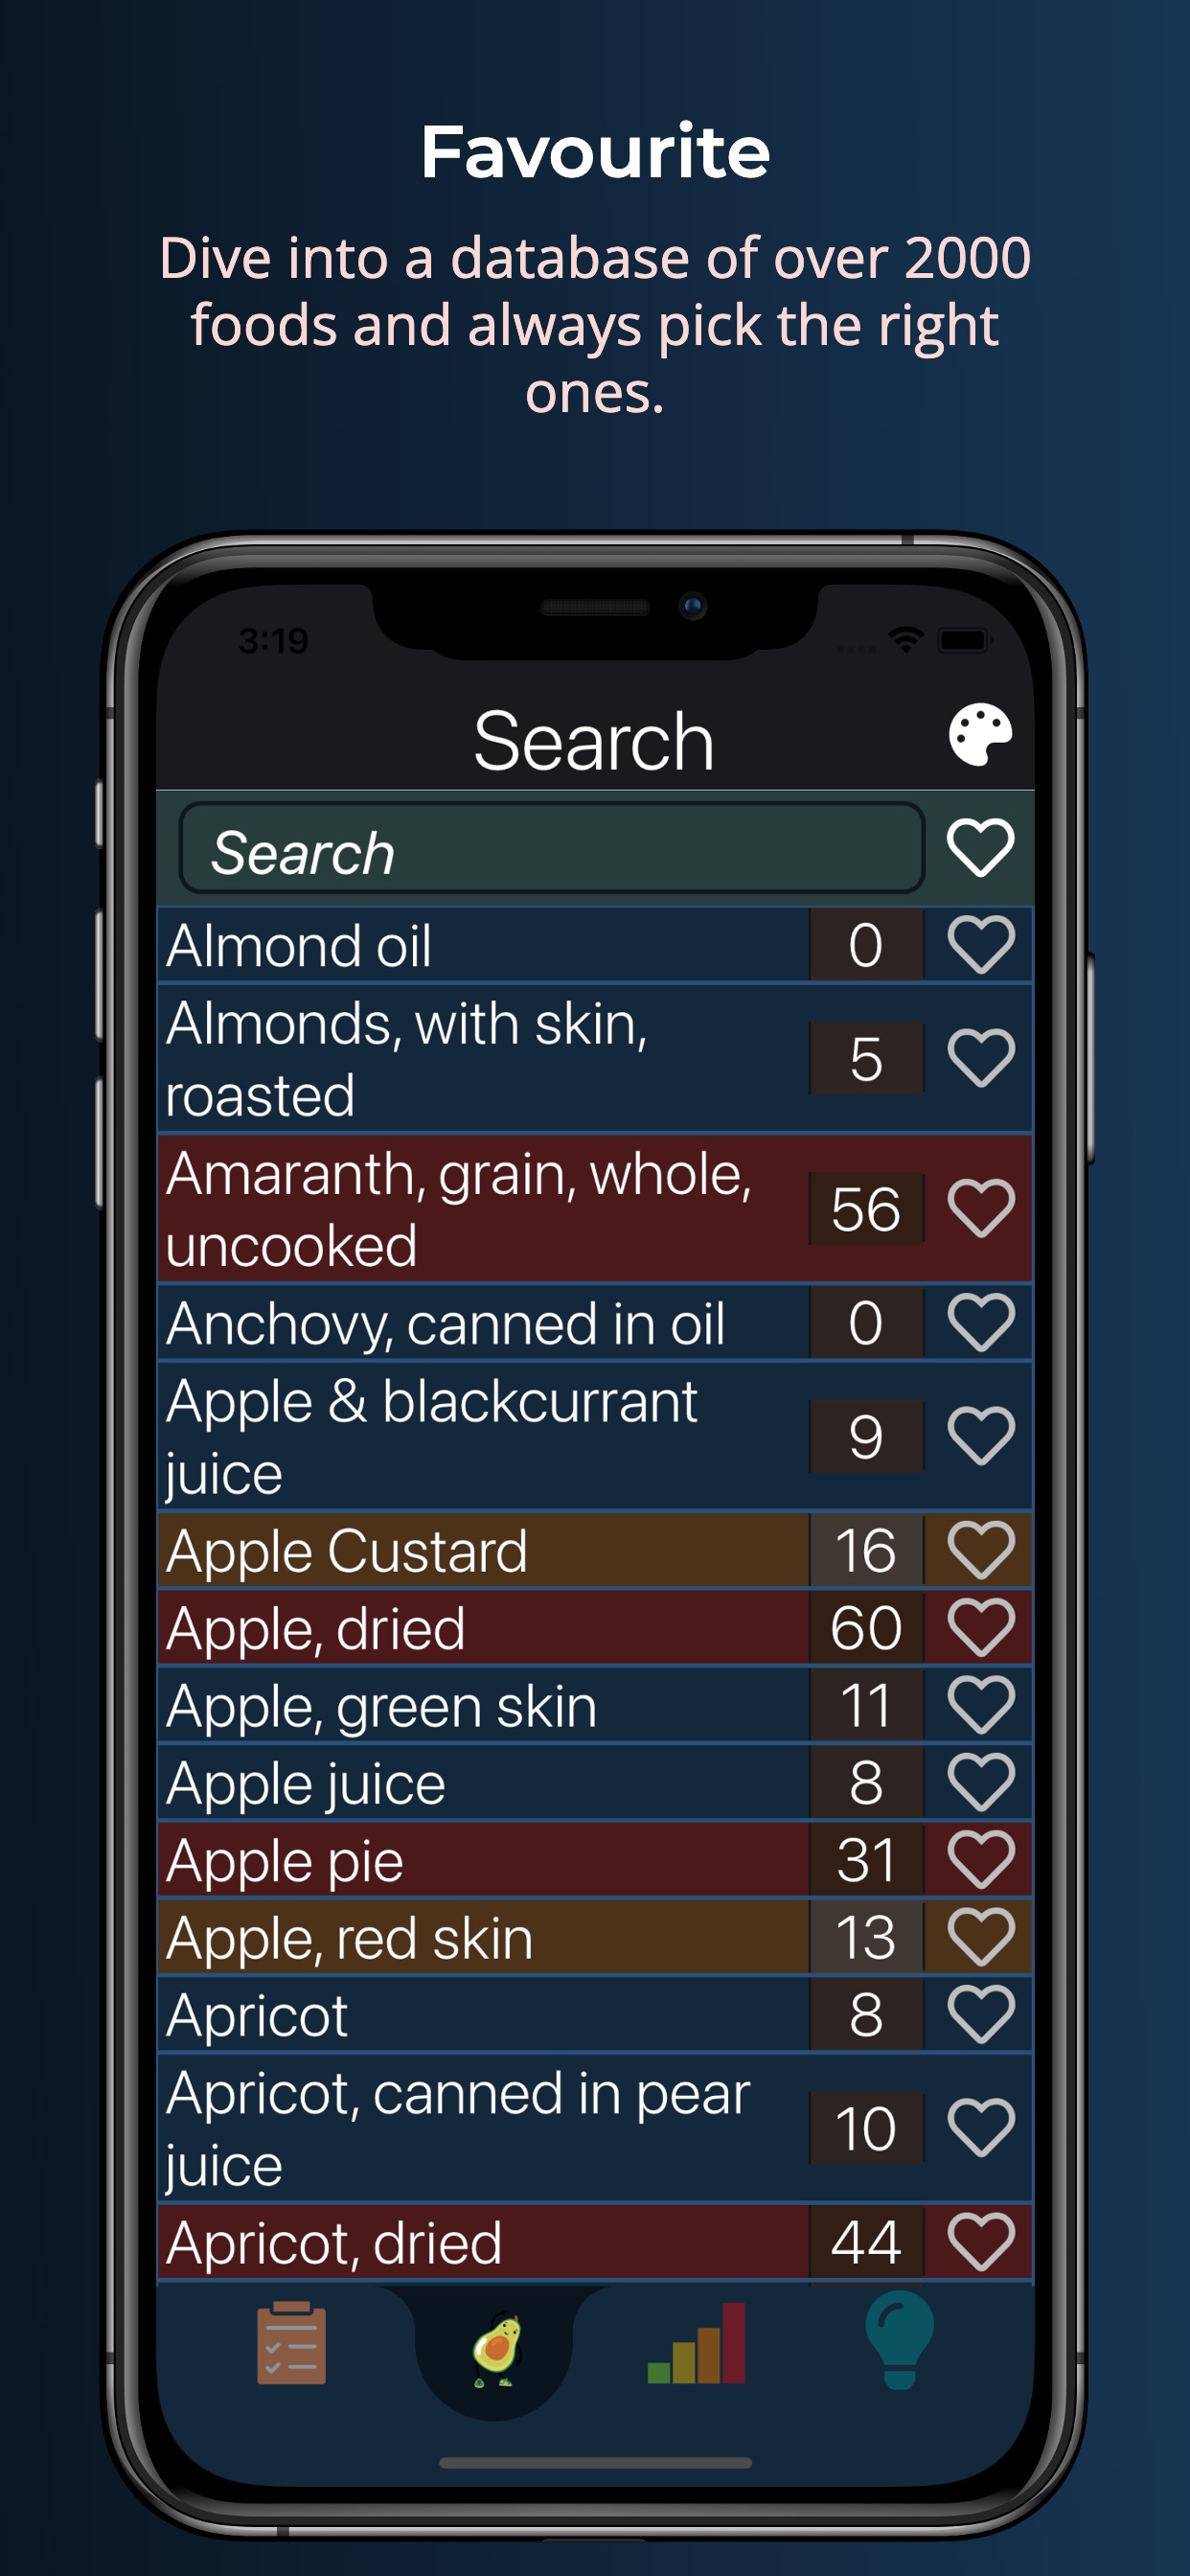 Favourite
Dive into a database of over 2000
foods and always pick the right
ones.
3:19
Search
Search
Almond oil 0
Almonds, with skin,
roasted 5
Amaranth, grain, whole,
uncooked 56
Anchovy, canned in oil 0
Apple & blackcurrant
juice 9
Apple Custard 16
Apple, dried 60
Apple, green skin 11
Apple juice 8
Apple pie 31
Apple, red skin 13
Apricot 8
Apricot, canned in pear
juice 10
Apricot, dried 44